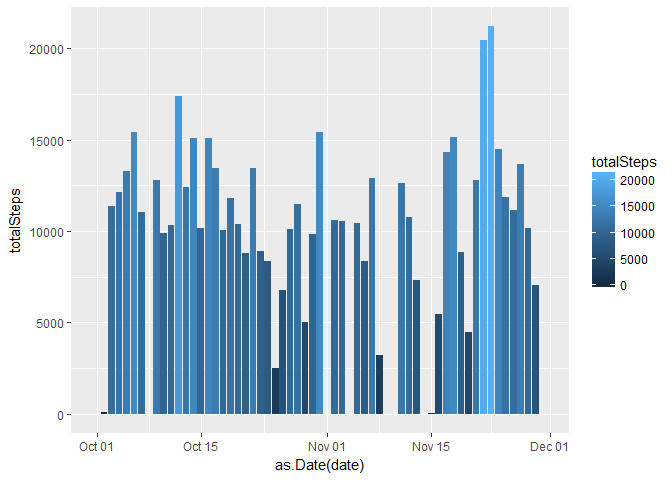 totalSteps
20000
15000
10000
5000
0
Oct 01
Oct 15
Nov 01
Nov 15
Dec 01
as.Date(date)
totalSteps
20000
15000
10000
5000
0